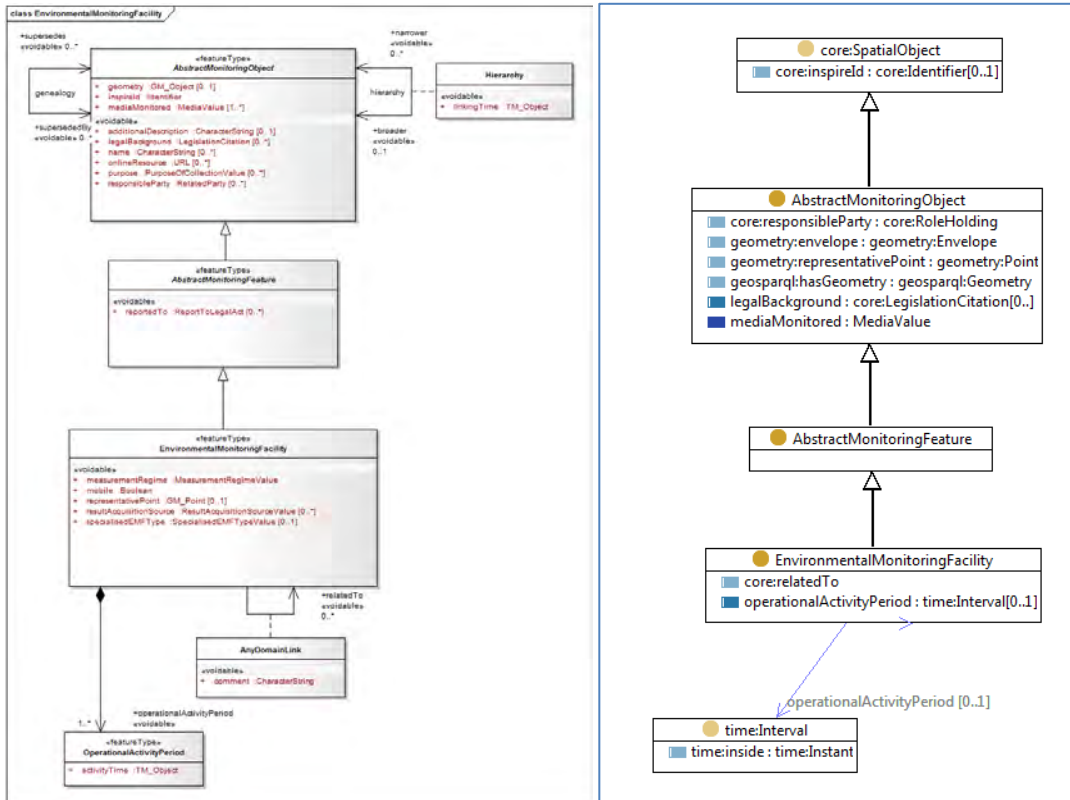 class EnvironmentalMonitoringFacility
+supersedes
«voidable» 0..*
genealogy
+supersededBy
«voidable» 0..*
«featureType»
AbstractMonitoringObject
+ geometry :GM_Object [0..1]
+ inspireId :Identifier
+ mediaMonitored :MediaValue [1..*]
«voidable»
+ additionalDescription :CharacterString [0..1]
+ legalBackground :LegislationCitation [0..*]
+ name :CharacterString [0..*]
+ onlineResource :URL [0..*]
+ purpose :PurposeOfCollectionValue [0..*]
+ responsibleParty :RelatedParty [0..*]
+narrower
«voidable»
0..*
hierarchy
+broader
«voidable»
0..1
Hierarchy
«voidable»
+ linkingTime :TM_Object
«featureType»
AbstractMonitoringFeature
«voidable»
+ reportedTo :ReportToLegalAct [0..*]
«featureType»
EnvironmentalMonitoringFacility
«voidable»
+ measurementRegime :MeasurementRegimeValue
+ mobile :Boolean
+ representativePoint :GM_Point [0..1]
+ resultAcquisitionSource :ResultAcquisitionSourceValue [0..*]
+ specialisedEMFType :SpecialisedEMFTypeValue [0..1]
+relatedTo
«voidable»
0..*
AnyDomainLink
«voidable»
+ comment :CharacterString
+operationalActivityPeriod
1..* «voidable»
«featureType»
OperationalActivityPeriod
+ activityTime :TM_Object
core:SpatialObject
core:inspireId : core:Identifier[0..1]
AbstractMonitoringObject
core:responsibleParty : core:RoleHolding
geometry:envelope : geometry:Envelope
geometry:representativePoint : geometry:Point
geosparql:hasGeometry : geosparql:Geometry
legalBackground : core:LegislationCitation[0..]
mediaMonitored : MediaValue
AbstractMonitoringFeature
EnvironmentalMonitoringFacility
core:relatedTo
operationalActivityPeriod : time:Interval[0..1]
operationalActivityPeriod [0..1]
time:Interval
time:inside : time:Instant